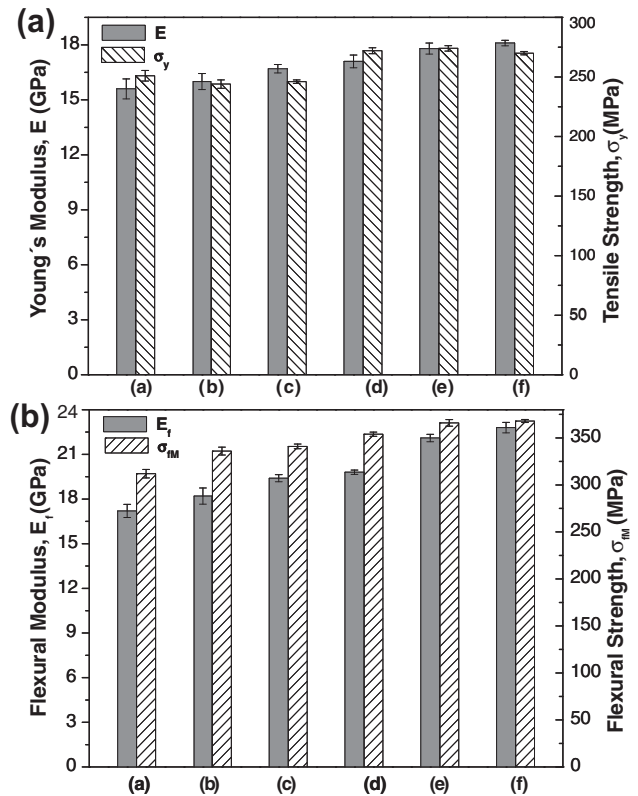 (a)
E
σy
Young´s Modulus, E (GPa)
18
15
12
9
6
3
0
Tensile Strength, σy(MPa)
300
250
200
150
100
50
0
(a) (b) (c) (d) (e) (f)
(b)
Ef
σfM
Flexural Modulus, Ef(GPa)
24
21
18
15
12
9
6
3
0
Flexural Strength, σfM (MPa)
350
300
250
200
150
100
50
0
(a) (b) (c) (d) (e) (f)